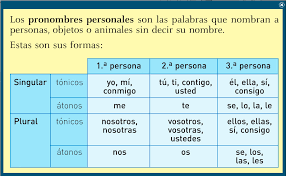 Los pronombres personales son las palabras que nombran a
personas, objetos o animales sin decir su nombre.
Estas son sus formas:
1.ª persona 2.ª persona 3.ª persona
Singular tónicos yo, mí, conmigo tú, ti, contigo, usted él, ella, sí, consigo
átonos me te se, lo, la, le
Plural tónicos nosotros, nosotras vosotros, vosotras, ustedes ellos, ellas, sí, consigo
átonos nos os se, los, las, les